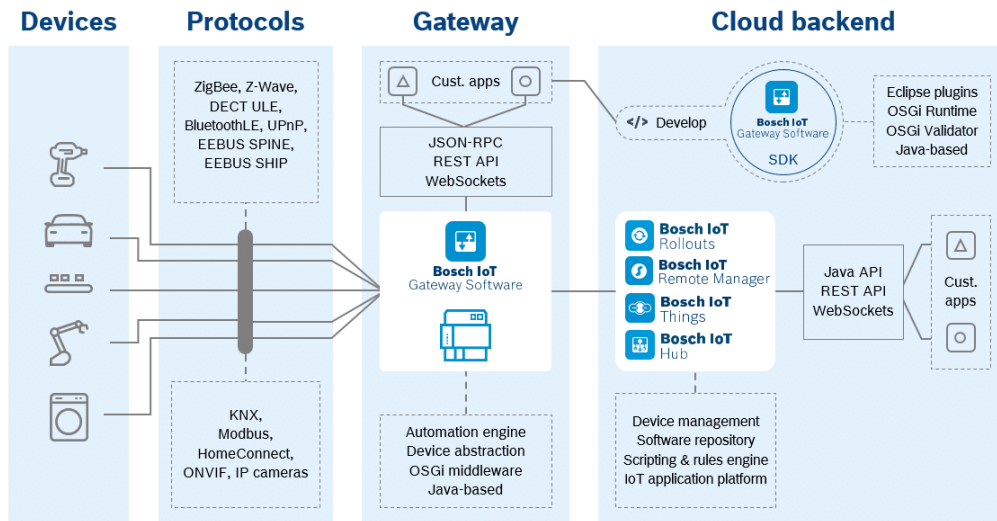 Devices
Protocols
Gateway
Cloud backend
ZigBee, Z-Wave,
DECT ULE,
BluetoothLE, UPnP,
EEBUS SPINE,
EEBUS SHIP
KNX,
Modbus,
HomeConnect,
ONVIF, IP cameras
Cust. apps
JSON-RPC
REST API
WebSockets
Bosch IoT
Gateway Software
Automation engine
Device abstraction
OSGi middleware
Java-based
</> Develop
Bosch IoT
Gateway Software
SDK
Eclipse plugins
OSGi Runtime
OSGi Validator
Java-based
Bosch IoT
Rollouts
Bosch IoT
Remote Manager
Bosch IoT
Things
Bosch IoT
Hub
Device management
Software repository
Scripting & rules engine
IoT application platform
Java API
REST API
WebSockets
Cust.
apps